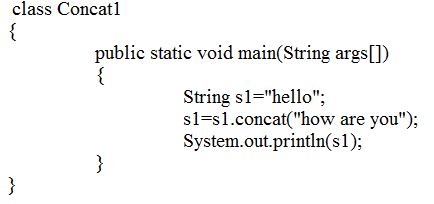 class Concat1
{
public static void main(String args[])
{
String s1="hello";
s1=s1.concat("how are you");
System.out.println(s1);
}
}